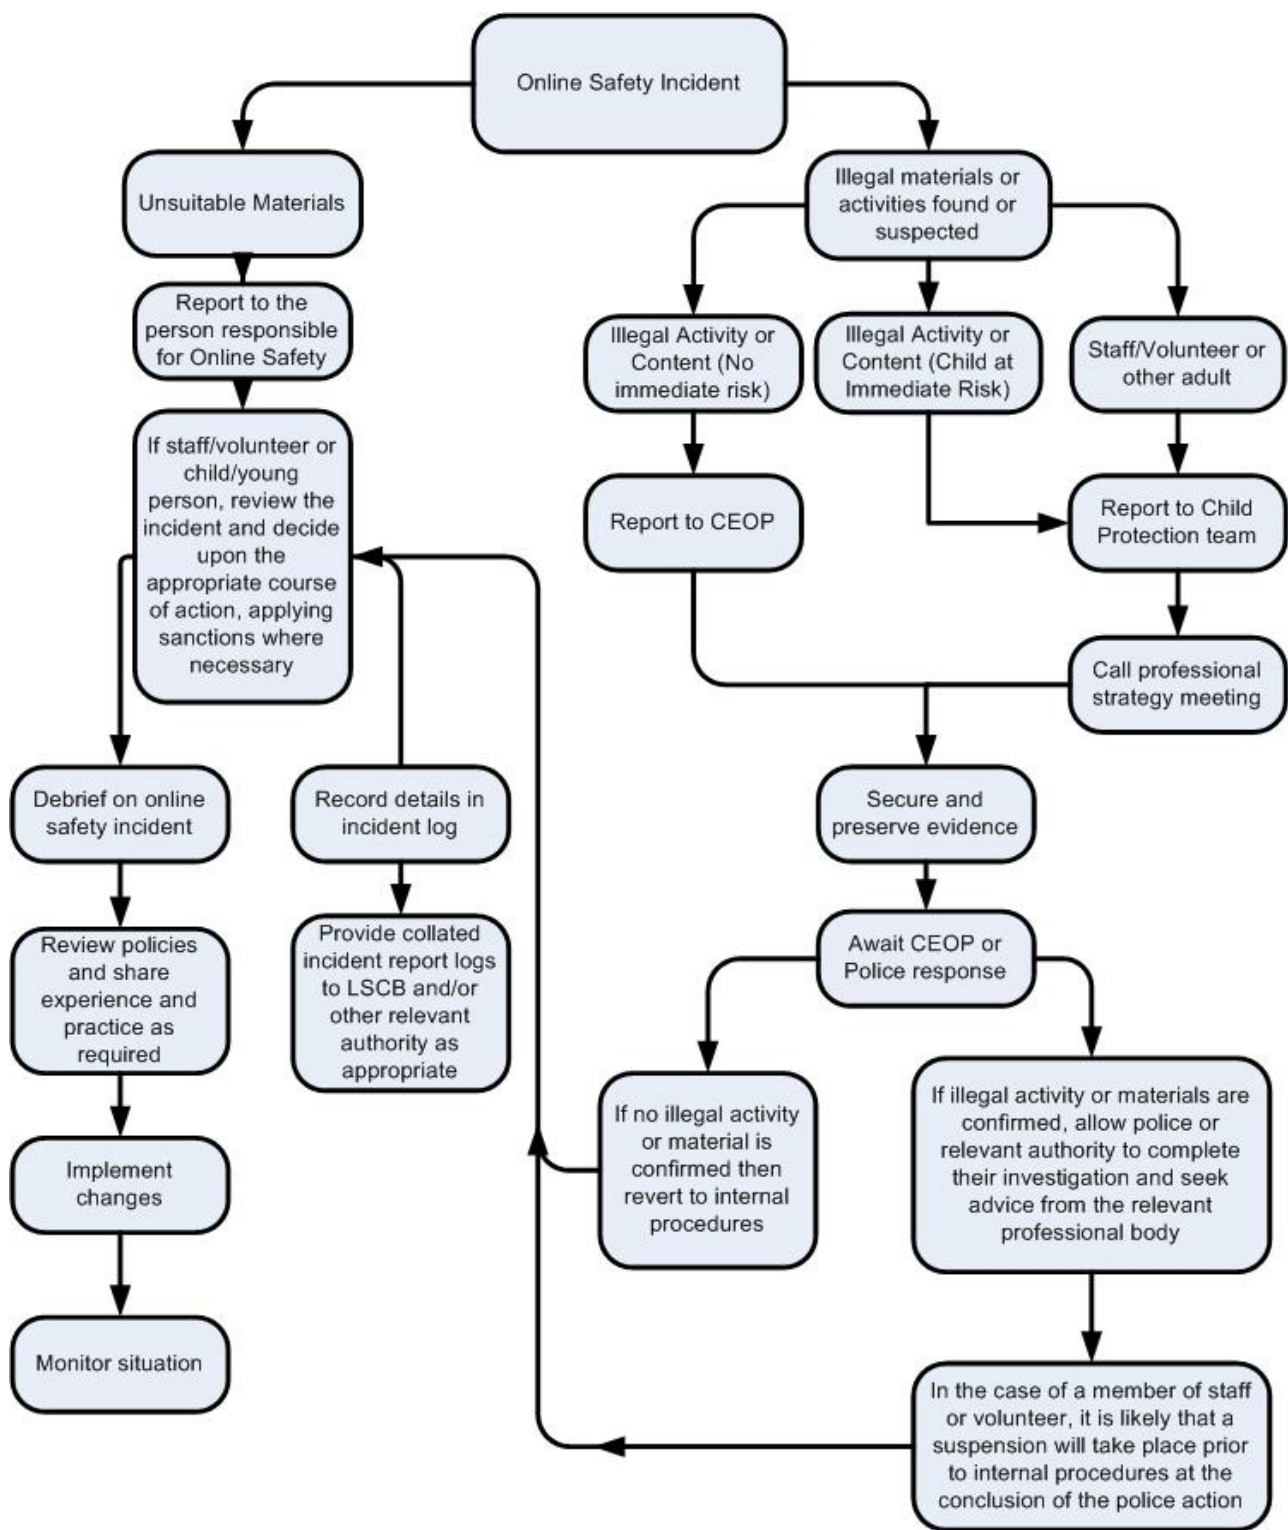 Online Safety Incident
Unsuitable Materials
Report to the
person responsible
for Online Safety
If staff/volunteer or
child/young
person, review the
incident and decide
upon the
appropriate course
of action, applying
sanctions where
necessary
Debrief on online
safety incident
Review policies
and share
experience and
practice as
required
Implement
changes
Monitor situation
Record details in
incident log
Provide collated
incident report logs
to LSCB and/or
other relevant
authority as
appropriate
Illegal materials or
activities found or
suspected
Illegal Activity or
Content (No
immediate risk)
Illegal Activity or
Content (Child at
Immediate Risk)
Staff/Volunteer or
other adult
Report to CEOP
Report to Child
Protection team
Call professional
strategy meeting
Secure and
preserve evidence
Await CEOP or
Police response
If no illegal activity
or material is
confirmed then
revert to internal
procedures
If illegal activity or materials are
confirmed, allow police or
relevant authority to complete
their investigation and seek
advice from the relevant
professional body
In the case of a member of staff
or volunteer, it is likely that a
suspension will take place prior
to internal procedures at the
conclusion of the police action